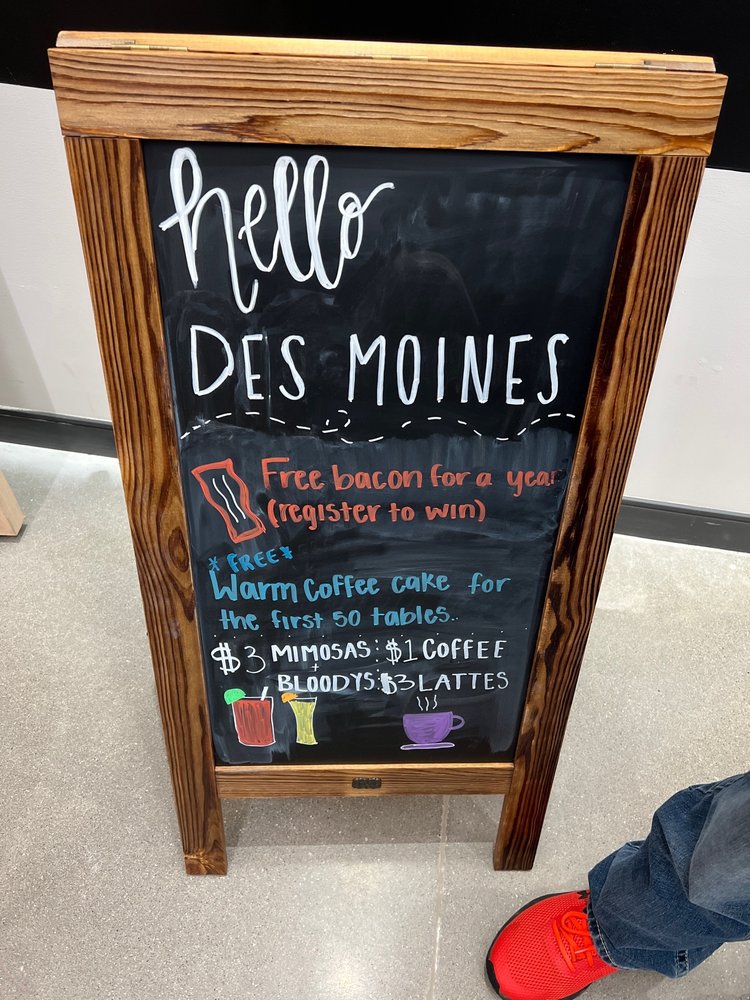 hello
DES MOINES
Free bacon for a year
(register to win)
*FREE*
Warm coffee cake for
the first 50 tables..
$3 MIMOSAS: $1 COFFEE
+
BLOODYS: $3 LATTES